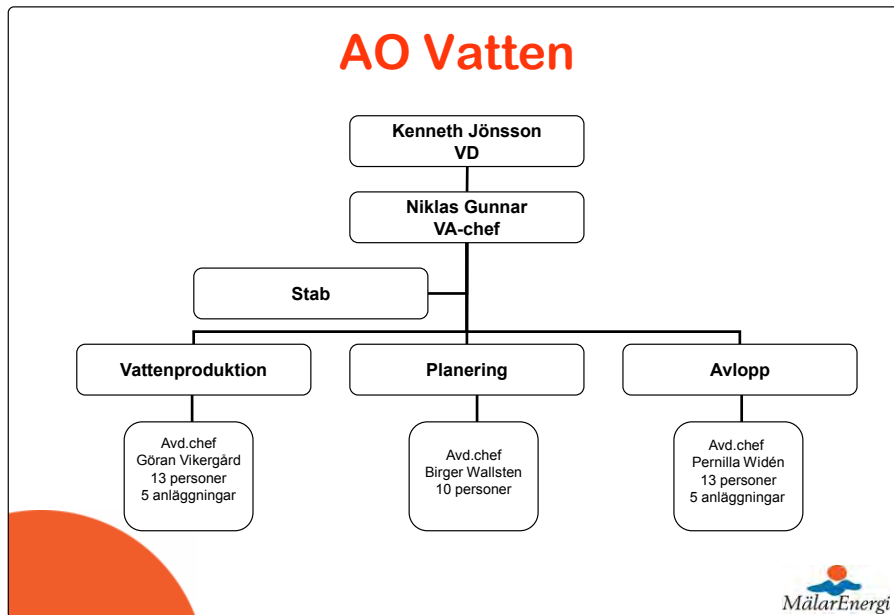 AO Vatten
Kenneth Jönsson
VD
Niklas Gunnar
VA-chef
Stab
Vattenproduktion
Planering
Avlopp
Avd.chef
Göran Vikergård
13 personer
5 anläggningar
Avd.chef
Birger Wallsten
10 personer
Avd.chef
Pernilla Widén
13 personer
5 anläggningar
MälarEnergi